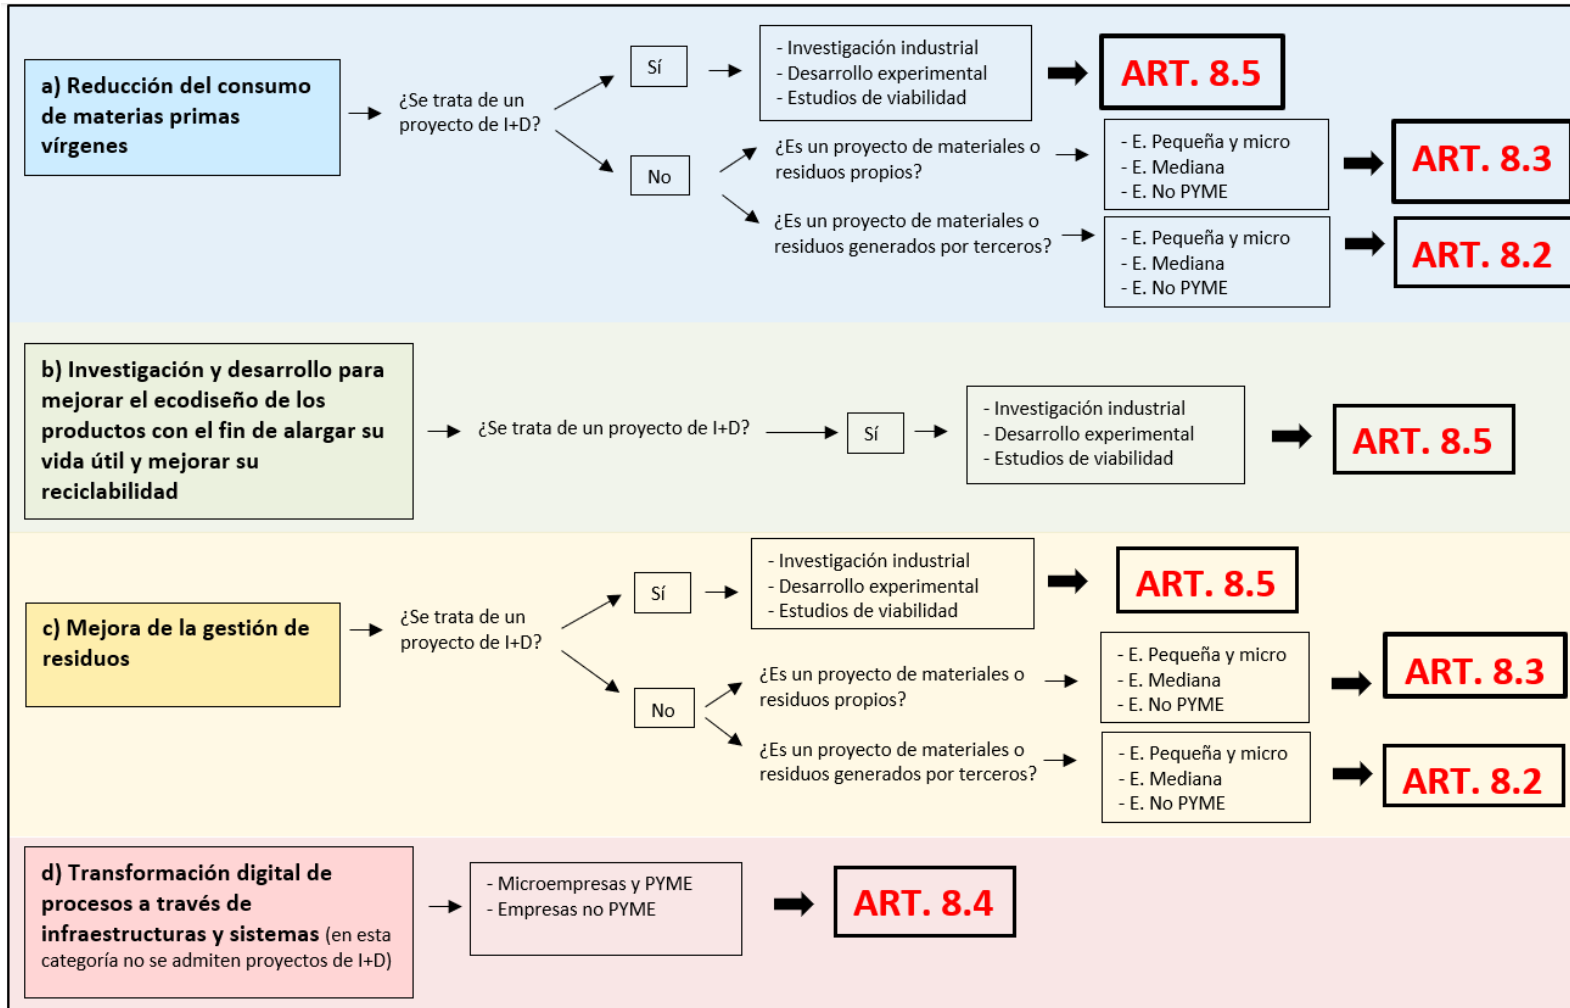 a) Reducción del consumo
de materias primas
vírgenes
¿Se trata de un
proyecto de I+D?
Sí
- Investigación industrial
- Desarrollo experimental
- Estudios de viabilidad
ART. 8.5
No
¿Es un proyecto de materiales o
residuos propios?
- E. Pequeña y micro
- E. Mediana
- E. No PYME
ART. 8.3
¿Es un proyecto de materiales o
residuos generados por terceros?
- E. Pequeña y micro
- E. Mediana
- E. No PYME
ART. 8.2
b) Investigación y desarrollo para
mejorar el ecodiseño de los
productos con el fin de alargar su
vida útil y mejorar su
reciclabilidad
¿Se trata de un proyecto de I+D?
Sí
- Investigación industrial
- Desarrollo experimental
- Estudios de viabilidad
ART. 8.5
c) Mejora de la gestión de
residuos
¿Se trata de un
proyecto de I+D?
Sí
- Investigación industrial
- Desarrollo experimental
- Estudios de viabilidad
ART. 8.5
No
¿Es un proyecto de materiales o
residuos propios?
- E. Pequeña y micro
- E. Mediana
- E. No PYME
ART. 8.3
¿Es un proyecto de materiales o
residuos generados por terceros?
- E. Pequeña y micro
- E. Mediana
- E. No PYME
ART. 8.2
d) Transformación digital de
procesos a través de
infraestructuras y sistemas (en esta
categoría no se admiten proyectos de I+D)
- Microempresas y PYME
- Empresas no PYME
ART. 8.4